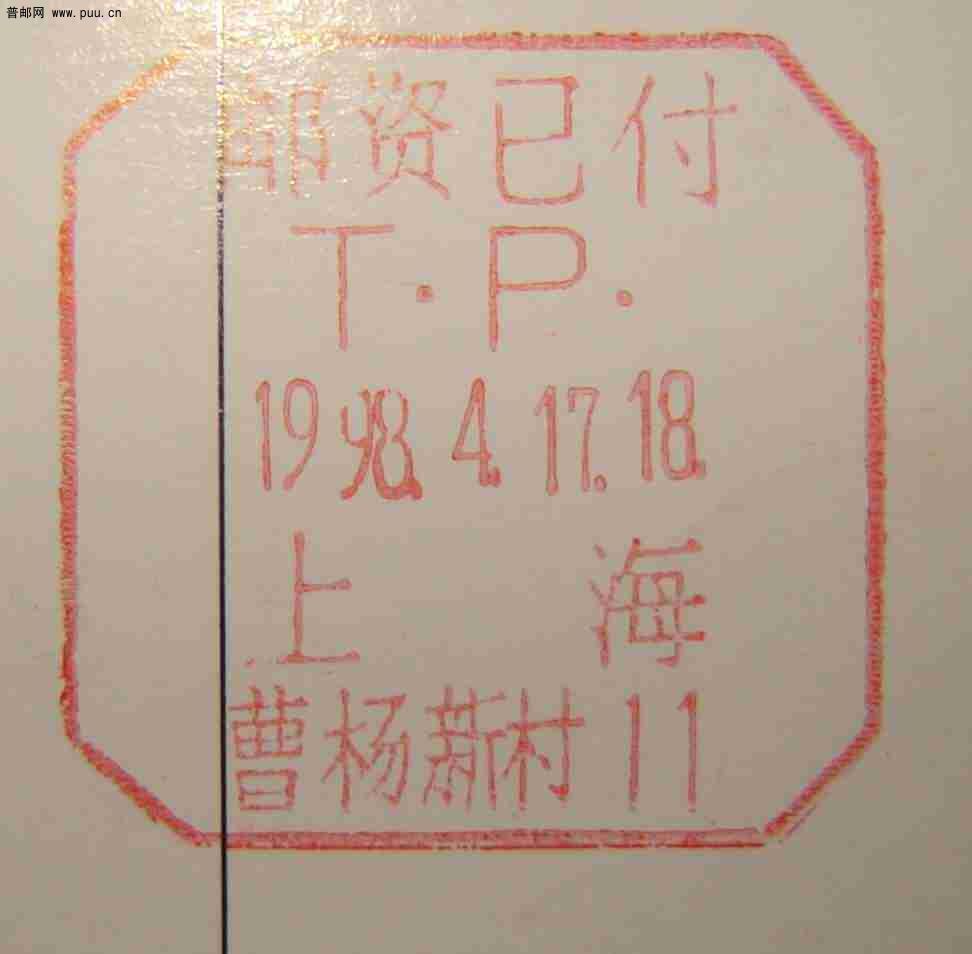 普邮网 www.puu.cn
邮资已付
T.P.
1998.4.17.18.
上 海
曹杨新村 11